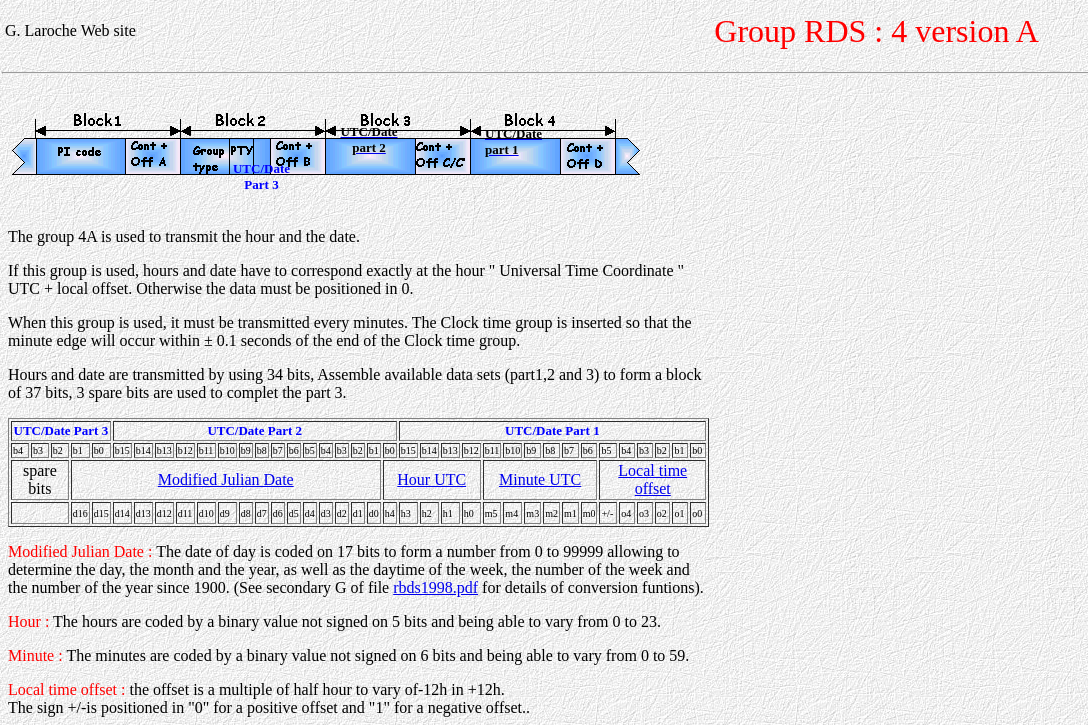 G. Laroche Web site
Group RDS : 4 version A
Block 1 Block 2 Block 3 Block 4
PI code
Cont + Off A
Group type
PTY
Cont + Off B
UTC/Date
Part 3
UTC/Date
part 2
Cont + Off C/C'
UTC/Date
part 1
Cont + Off D
The group 4A is used to transmit the hour and the date.
If this group is used, hours and date have to correspond exactly at the hour " Universal Time Coordinate "
UTC + local offset. Otherwise the data must be positioned in 0.
When this group is used, it must be transmitted every minutes. The Clock time group is inserted so that the
minute edge will occur within ± 0.1 seconds of the end of the Clock time group.
Hours and date are transmitted by using 34 bits, Assemble available data sets (part1,2 and 3) to form a block
of 37 bits, 3 spare bits are used to complet the part 3.
UTC/Date Part 3 UTC/Date Part 2 UTC/Date Part 1
b4 b3 b2 b1 b0 b15 b14 b13 b12 b11 b10 b9 b8 b7 b6 b5 b4 b3 b2 b1 b0 b15 b14 b13 b12 b11 b10 b9 b8 b7 b6 b5 b4 b3 b2 b1 b0
spare bits Modified Julian Date Hour UTC Minute UTC Local time offset
d16 d15 d14 d13 d12 d11 d10 d9 d8 d7 d6 d5 d4 d3 d2 d1 d0 h4 h3 h2 h1 h0 m5 m4 m3 m2 m1 m0 +/- o4 o3 o2 o1 o0
Modified Julian Date : The date of day is coded on 17 bits to form a number from 0 to 99999 allowing to
determine the day, the month and the year, as well as the daytime of the week, the number of the week and
the number of the year since 1900. (See secondary G of file rbds1998.pdf for details of conversion funtions).
Hour : The hours are coded by a binary value not signed on 5 bits and being able to vary from 0 to 23.
Minute : The minutes are coded by a binary value not signed on 6 bits and being able to vary from 0 to 59.
Local time offset : the offset is a multiple of half hour to vary of-12h in +12h.
The sign +/-is positioned in "0" for a positive offset and "1" for a negative offset..